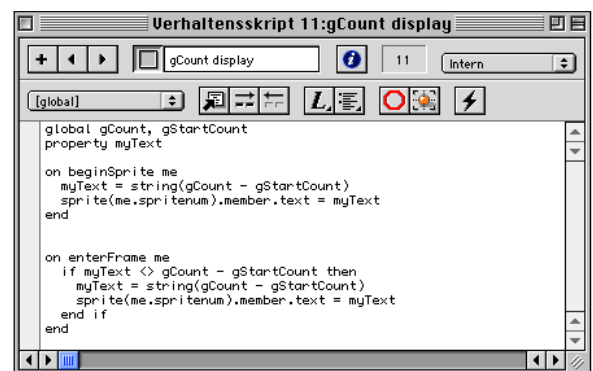 Verhaltensskript 11:gCount display
gCount display
11
Intern
[global]
L
global gCount, gStartCount
property myText
on beginSprite me
myText = string(gCount - gStartCount)
sprite(me.spritenum).member.text = myText
end
on enterFrame me
if myText <> gCount - gStartCount then
myText = string(gCount - gStartCount)
sprite(me.spritenum).member.text = myText
end if
end